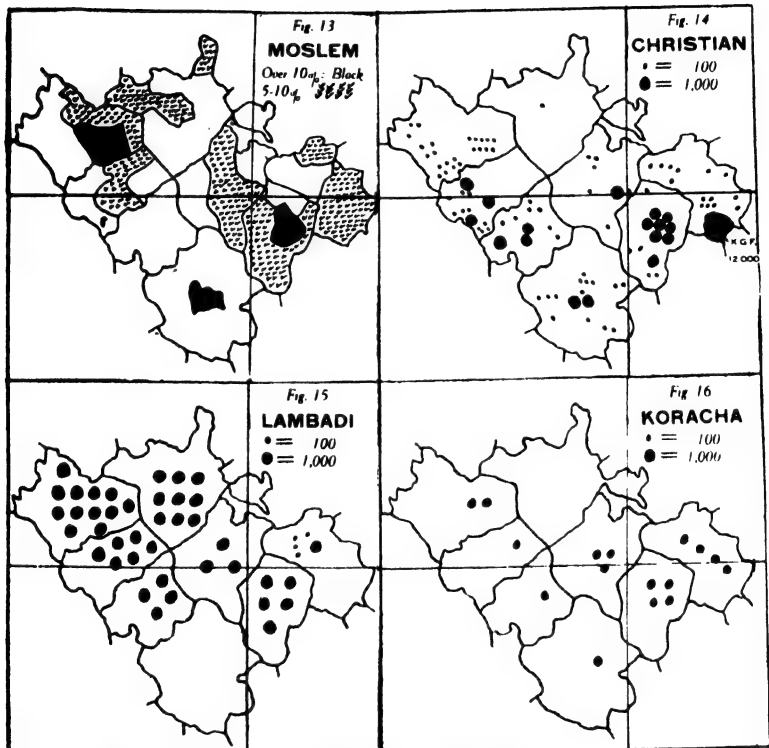 Fig. 13
MOSLEM
Over 10%: Black
5-10%
Fig. 14
CHRISTIAN
= 100
= 1,000
K.G.F.
12 000
Fig. 15
LAMBADI
= 100
= 1,000
Fig. 16
KORACHA
= 100
= 1,000